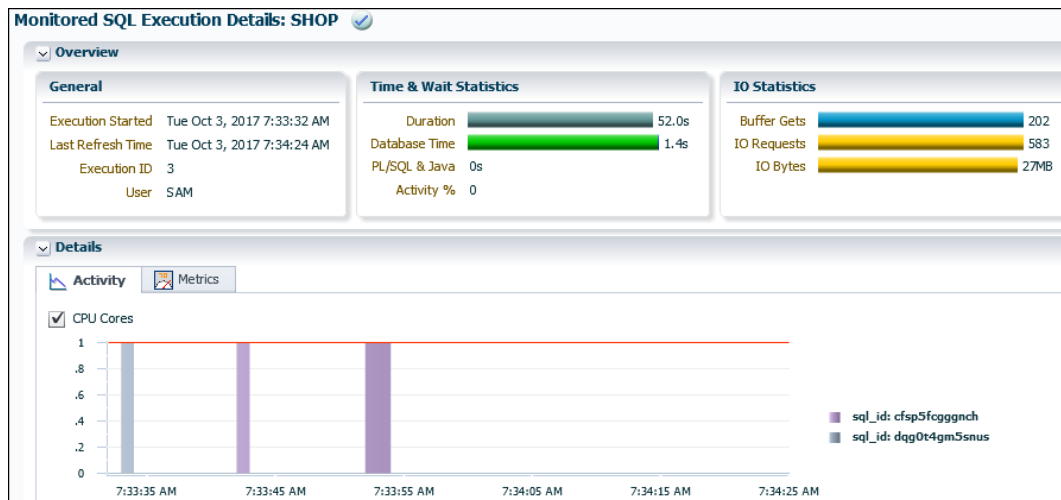 Monitored SQL Execution Details: SHOP
Overview
General
Execution Started Tue Oct 3, 2017 7:33:32 AM
Last Refresh Time Tue Oct 3, 2017 7:34:24 AM
Execution ID 3
User SAM
Time & Wait Statistics
Duration 52.0s
Database Time 1.4s
PL/SQL & Java 0s
Activity % 0
IO Statistics
Buffer Gets 202
IO Requests 583
IO Bytes 27MB
Details
Activity Metrics
CPU Cores
1
.8
.6
.4
.2
0
7:33:35 AM 7:33:45 AM 7:33:55 AM 7:34:05 AM 7:34:15 AM 7:34:25 AM
sql_id: cfsp5fcgggnch
sql_id: dqg0t4gm5snus